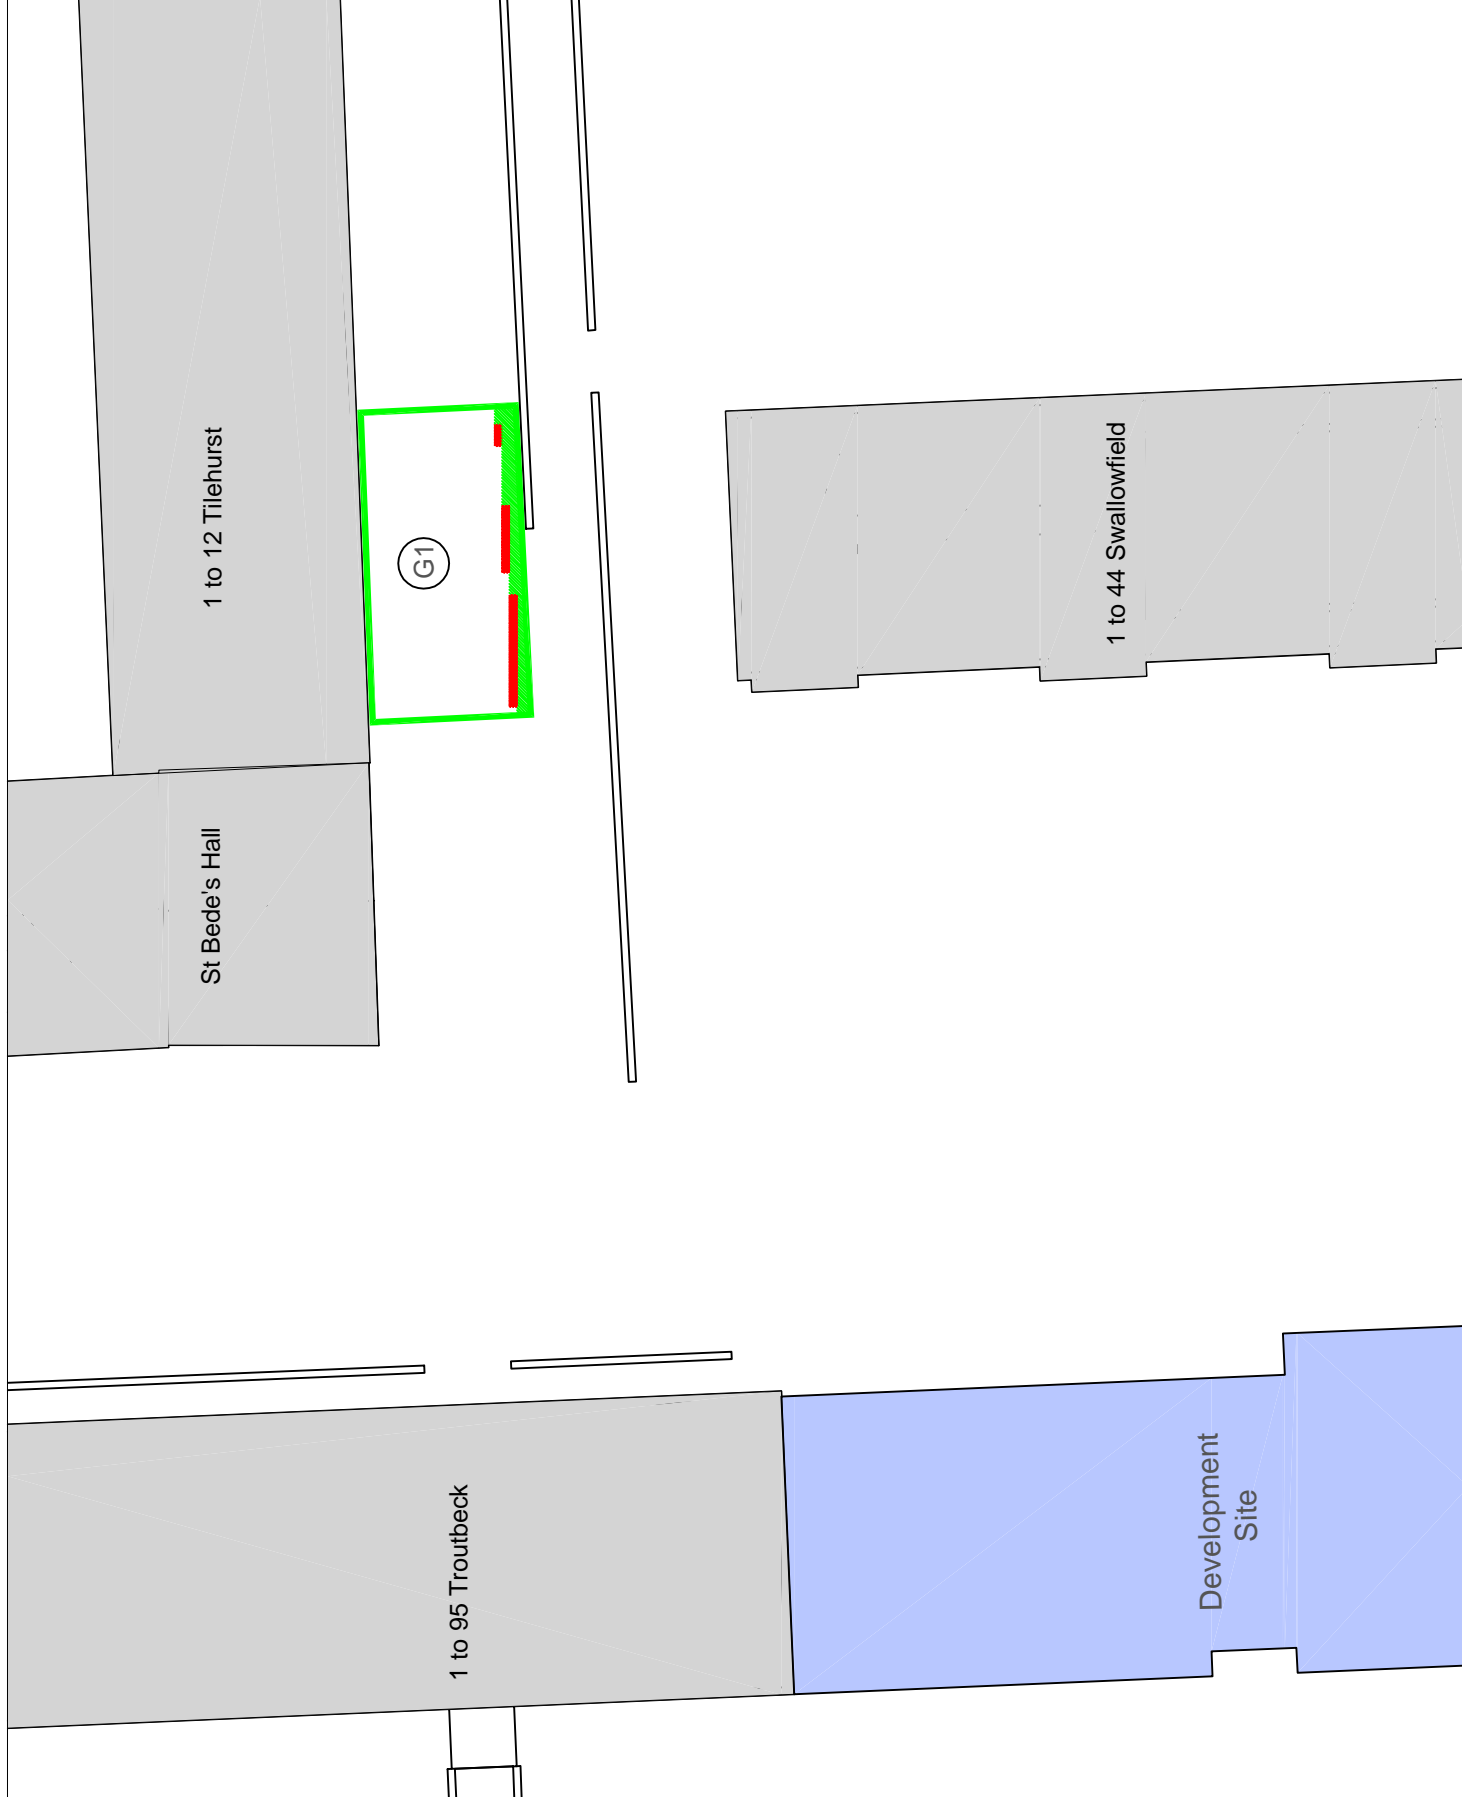 1 to 12 Tilehurst
St Bede's Hall
G1
1 to 95 Troutbeck
1 to 44 Swallowfield
Development
Site